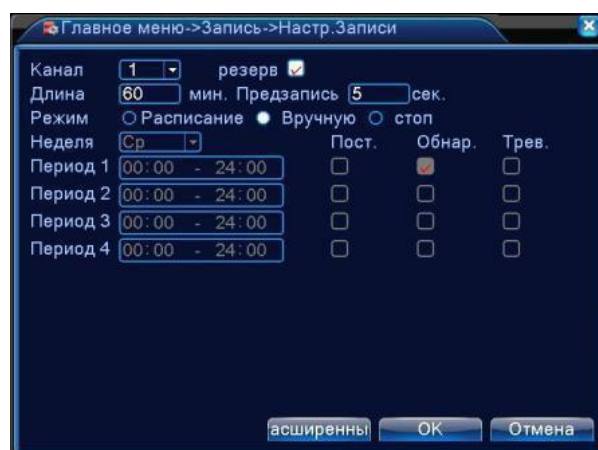 Главное меню->Запись->Настр.Записи
Канал 1 резерв
Длина 60 мин. Предзапись 5 сек.
Режим Расписание Вручную стоп
Неделя Ср Пост. Обнар. Трев.
Период 1 00:00 - 24:00
Период 2 00:00 - 24:00
Период 3 00:00 - 24:00
Период 4 00:00 - 24:00
асширенны OK Отмена